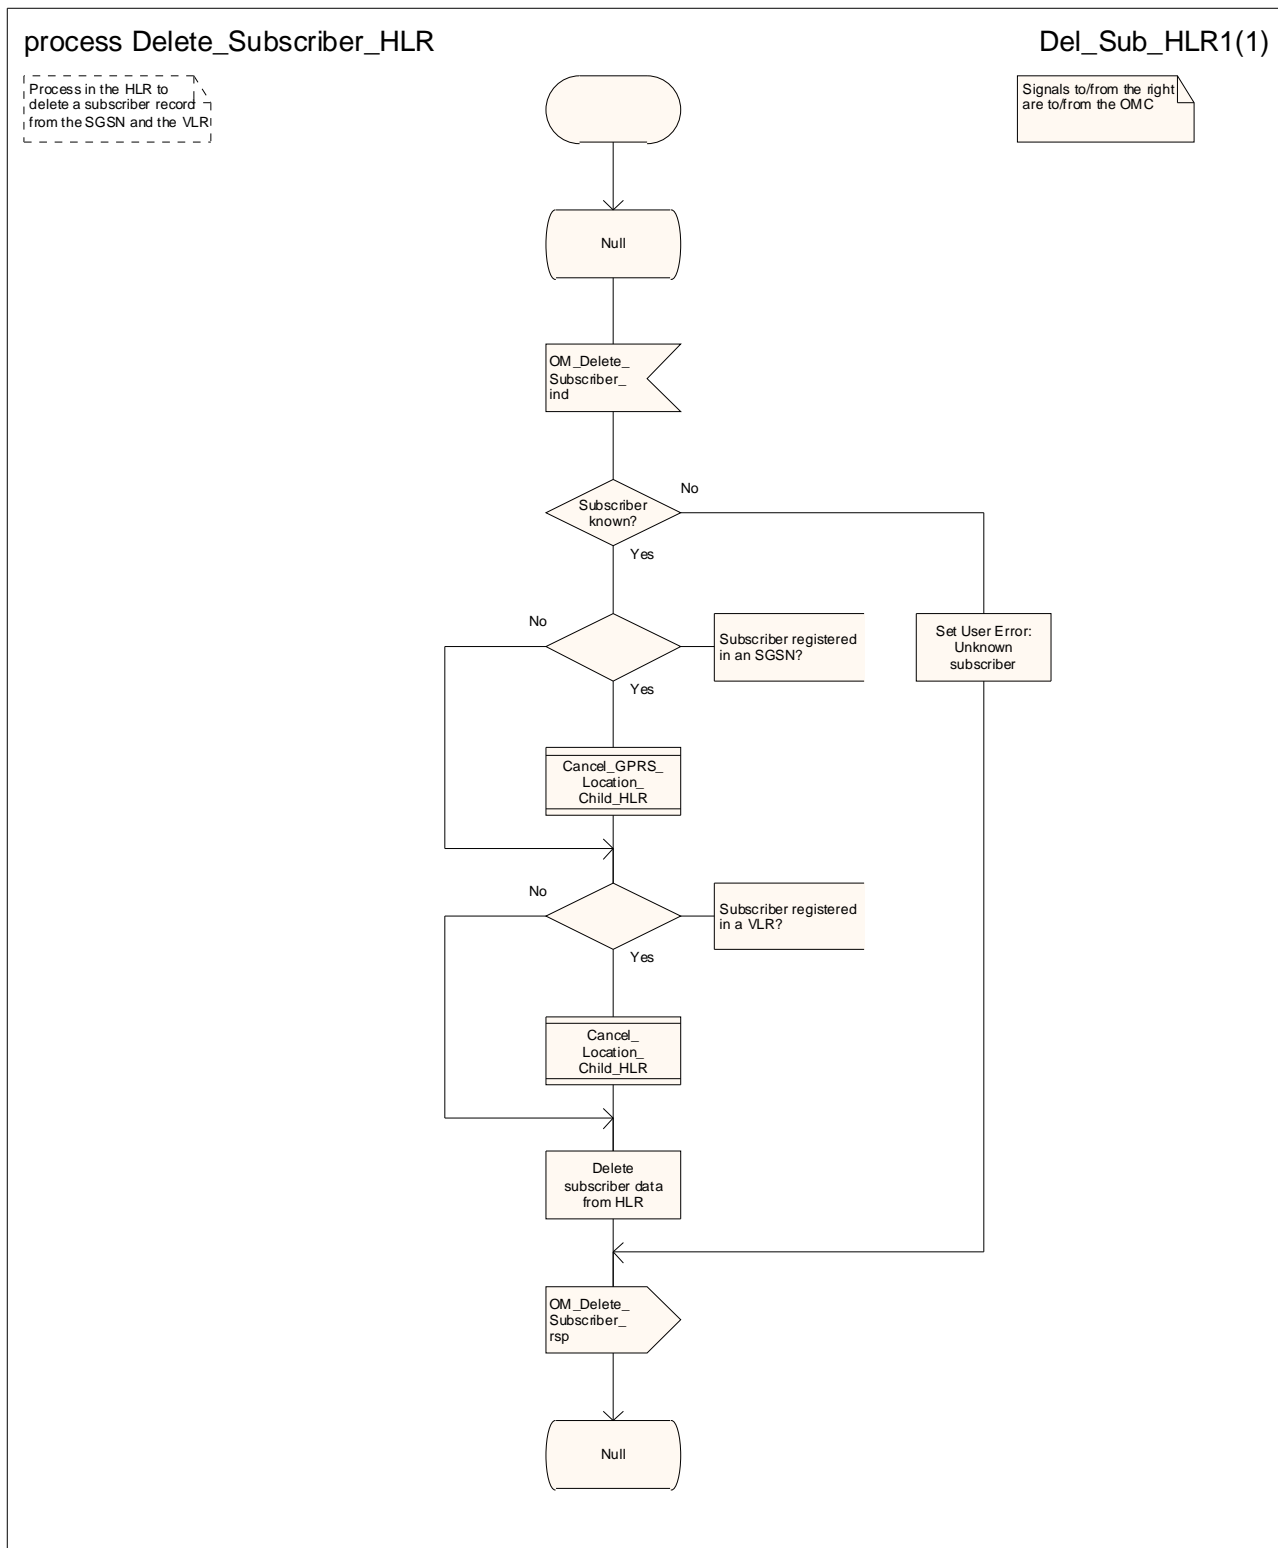 process Delete_Subscriber_HLR
Del_Sub_HLR1(1)
Process in the HLR to
delete a subscriber record
from the SGSN and the VLR
Signals to/from the right
are to/from the OMC
Null
OM_Delete_
Subscriber_
ind
No
Subscriber
known?
Yes
No
Subscriber registered
in an SGSN?
Set User Error:
Unknown
subscriber
Yes
Cancel_GPRS_
Location_
Child_HLR
No
Subscriber registered
in a VLR?
Yes
Cancel_
Location_
Child_HLR
Delete
subscriber data
from HLR
OM_Delete_
Subscriber_
rsp
Null